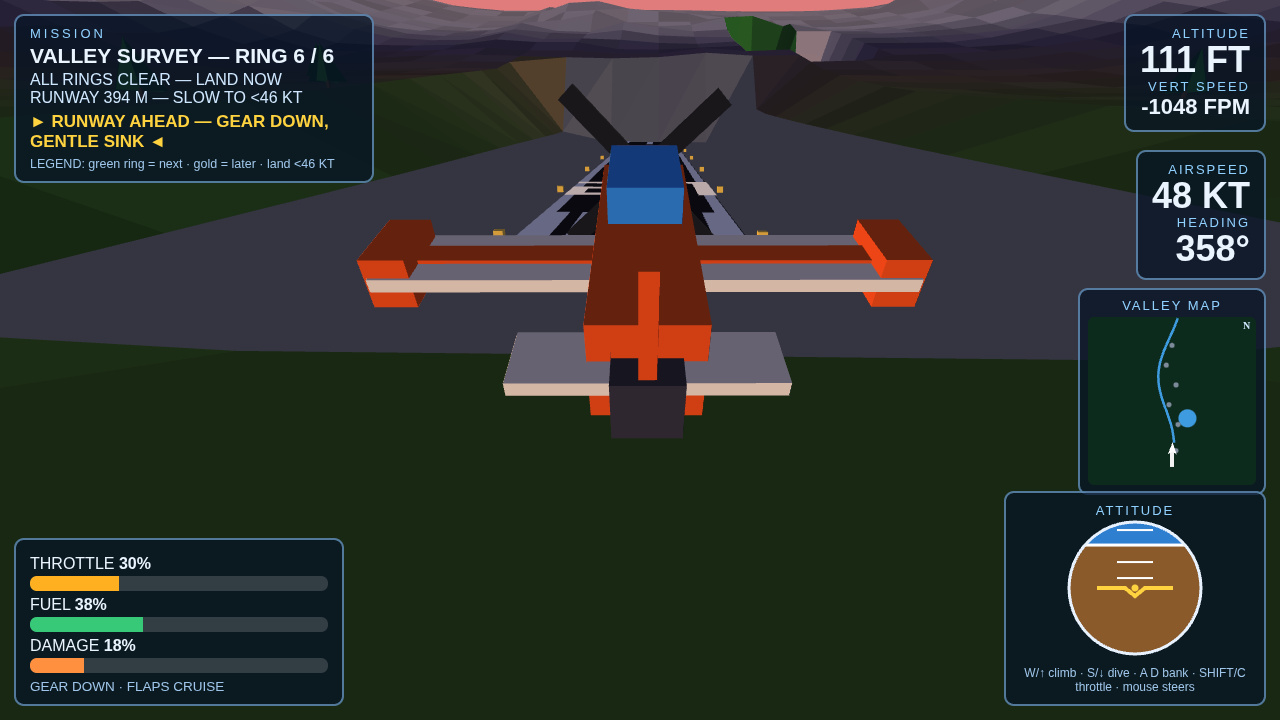 MISSION
VALLEY SURVEY — RING 6 / 6
ALL RINGS CLEAR — LAND NOW
RUNWAY 394 M — SLOW TO <46 KT
► RUNWAY AHEAD — GEAR DOWN,
GENTLE SINK ◄
LEGEND: green ring = next · gold = later · land <46 KT
ALTITUDE
111 FT
VERT SPEED
-1048 FPM
AIRSPEED
48 KT
HEADING
358°
VALLEY MAP
N
THROTTLE 30%
FUEL 38%
DAMAGE 18%
GEAR DOWN · FLAPS CRUISE
ATTITUDE
W/↑ climb · S/↓ dive · A D bank · SHIFT/C
throttle · mouse steers